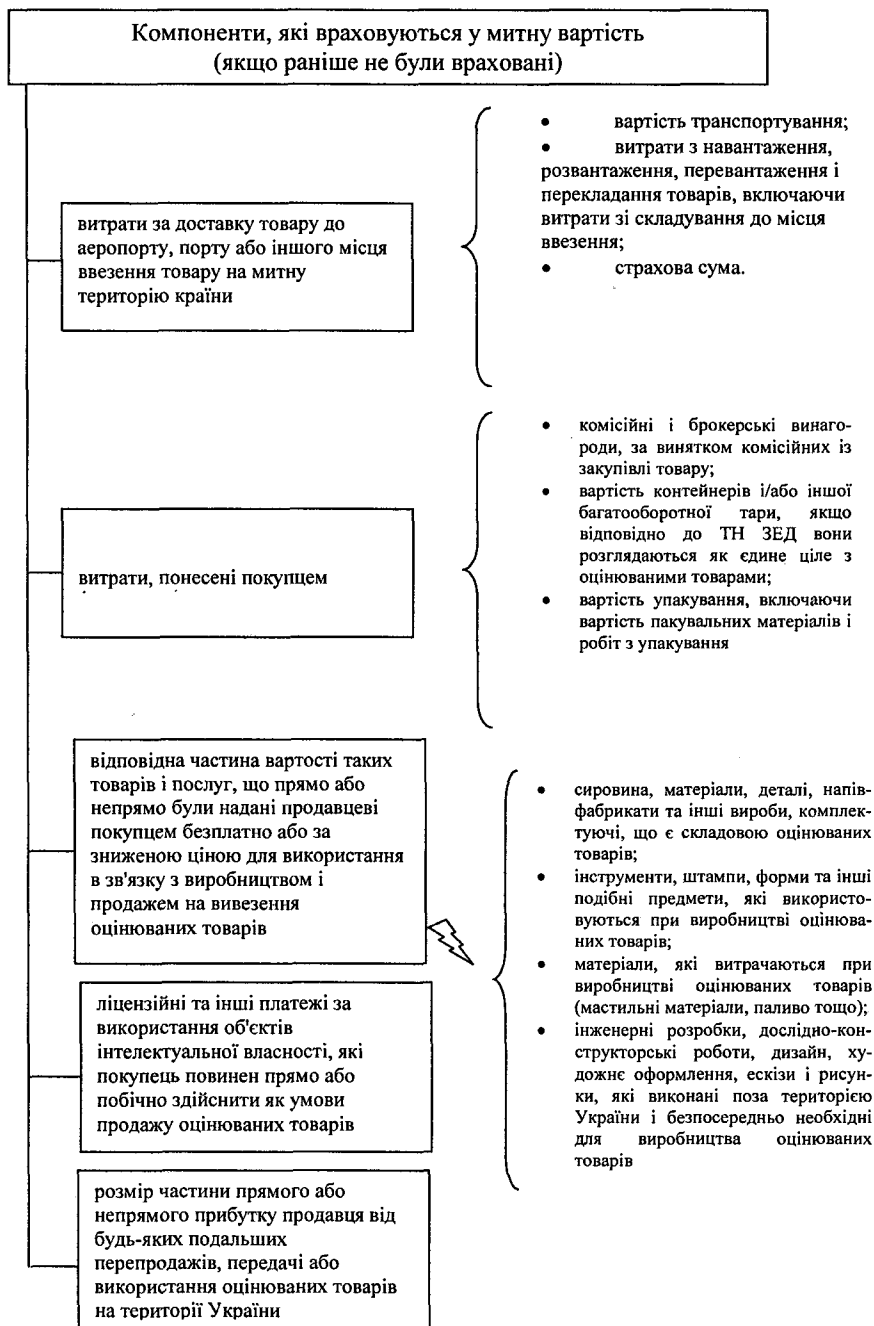 Компоненти, які враховуються у митну вартість
(якщо раніше не були враховані)
витрати за доставку товару до
аеропорту, порту або іншого місця
ввезення товару на митну
територію країни
• вартість транспортування;
• витрати з навантаження,
розвантаження, перевантаження і
перекладання товарів, включаючи
витрати зі складування до місця
ввезення;
• страхова сума.
витрати, понесені покупцем
• комісійні і брокерські винаго-
роди, за винятком комісійних із
закупівлі товару;
• вартість контейнерів і/або іншої
багатооборотної тари, якщо
відповідно до ТН ЗЕД вони
розглядаються як єдине ціле з
оцінюваними товарами;
• вартість упакування, включаючи
вартість пакувальних матеріалів і
робіт з упакування
відповідна частина вартості таких
товарів і послуг, що прямо або
непрямо були надані продавцеві
покупцем безплатно або за
зниженою ціною для використання
в зв'язку з виробництвом і
продажем на вивезення
оцінюваних товарів
• сировина, матеріали, деталі, напів-
фабрикати та інші вироби, комплек-
туючі, що є складовою оцінюваних
товарів;
• інструменти, штампи, форми та інші
подібні предмети, які використо-
вуються при виробництві оцінюва-
них товарів;
• матеріали, які витрачаються при
виробництві оцінюваних товарів
(мастильні матеріали, паливо тощо);
• інженерні розробки, дослідно-кон-
структорські роботи, дизайн, ху-
дожнє оформлення, ескізи і рисун-
ки, які виконані поза територією
України і безпосередньо необхідні
для виробництва оцінюваних
товарів
ліцензійні та інші платежі за
використання об'єктів
інтелектуальної власності, які
покупець повинен прямо або
побічно здійснити як умови
продажу оцінюваних товарів
розмір частини прямого або
непрямого прибутку продавця від
будь-яких подальших
перепродажів, передачі або
використання оцінюваних товарів
на території України